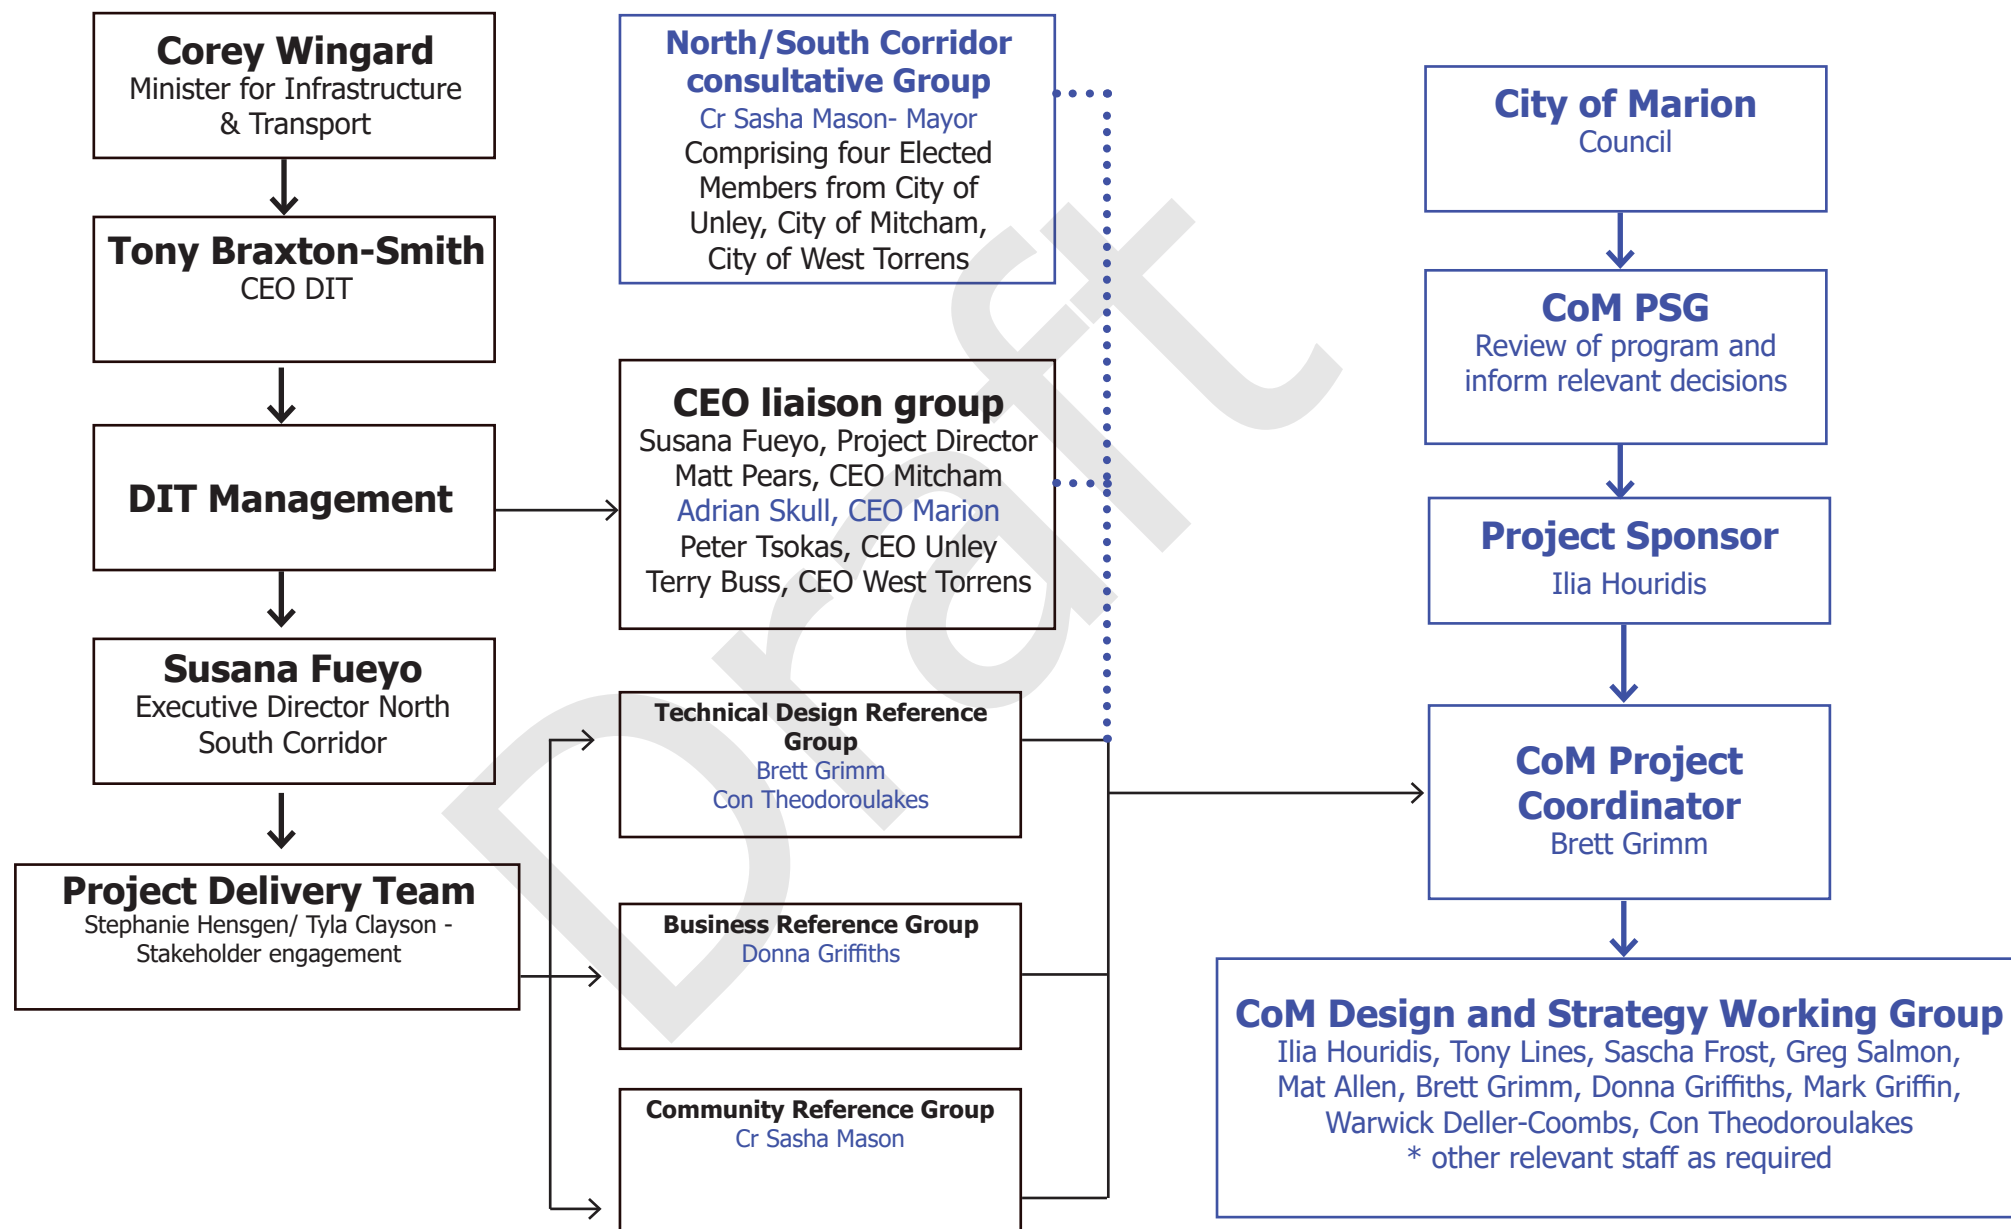 Corey Wingard
Minister for Infrastructure
& Transport
Tony Braxton-Smith
CEO DIT
DIT Management
Susana Fueyo
Executive Director North
South Corridor
Project Delivery Team
Stephanie Hensgen/ Tyla Clayson -
Stakeholder engagement
North/South Corridor
consultative Group
Cr Sasha Mason- Mayor
Comprising four Elected
Members from City of
Unley, City of Mitcham,
City of West Torrens
CEO liaison group
Susana Fueyo, Project Director
Matt Pears, CEO Mitcham
Adrian Skull, CEO Marion
Peter Tsokas, CEO Unley
Terry Buss, CEO West Torrens
Technical Design Reference
Group
Brett Grimm
Con Theodoroulakes
Business Reference Group
Donna Griffiths
Community Reference Group
Cr Sasha Mason
City of Marion
Council
CoM PSG
Review of program and
inform relevant decisions
Project Sponsor
Ilia Houridis
CoM Project
Coordinator
Brett Grimm
CoM Design and Strategy Working Group
Ilia Houridis, Tony Lines, Sascha Frost, Greg Salmon,
Mat Allen, Brett Grimm, Donna Griffiths, Mark Griffin,
Warwick Deller-Coombs, Con Theodoroulakes
* other relevant staff as required
Draft